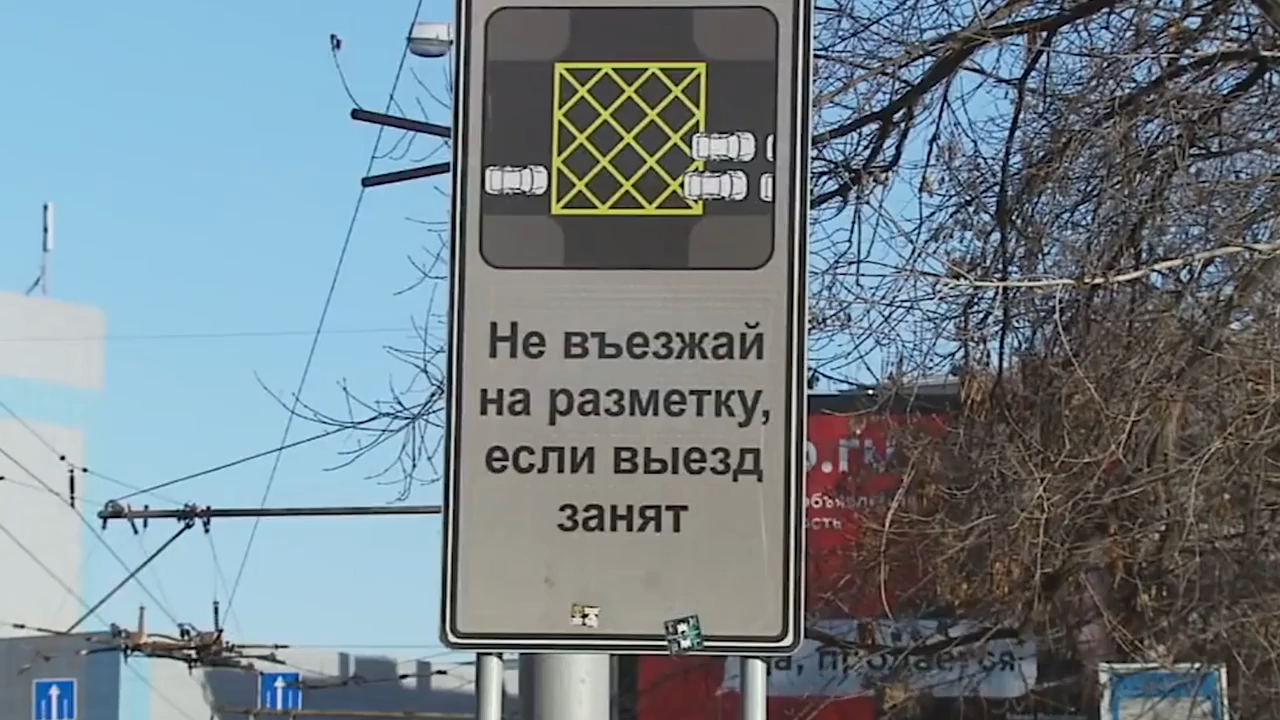 Не въезжай
на разметку,
если выезд
занят